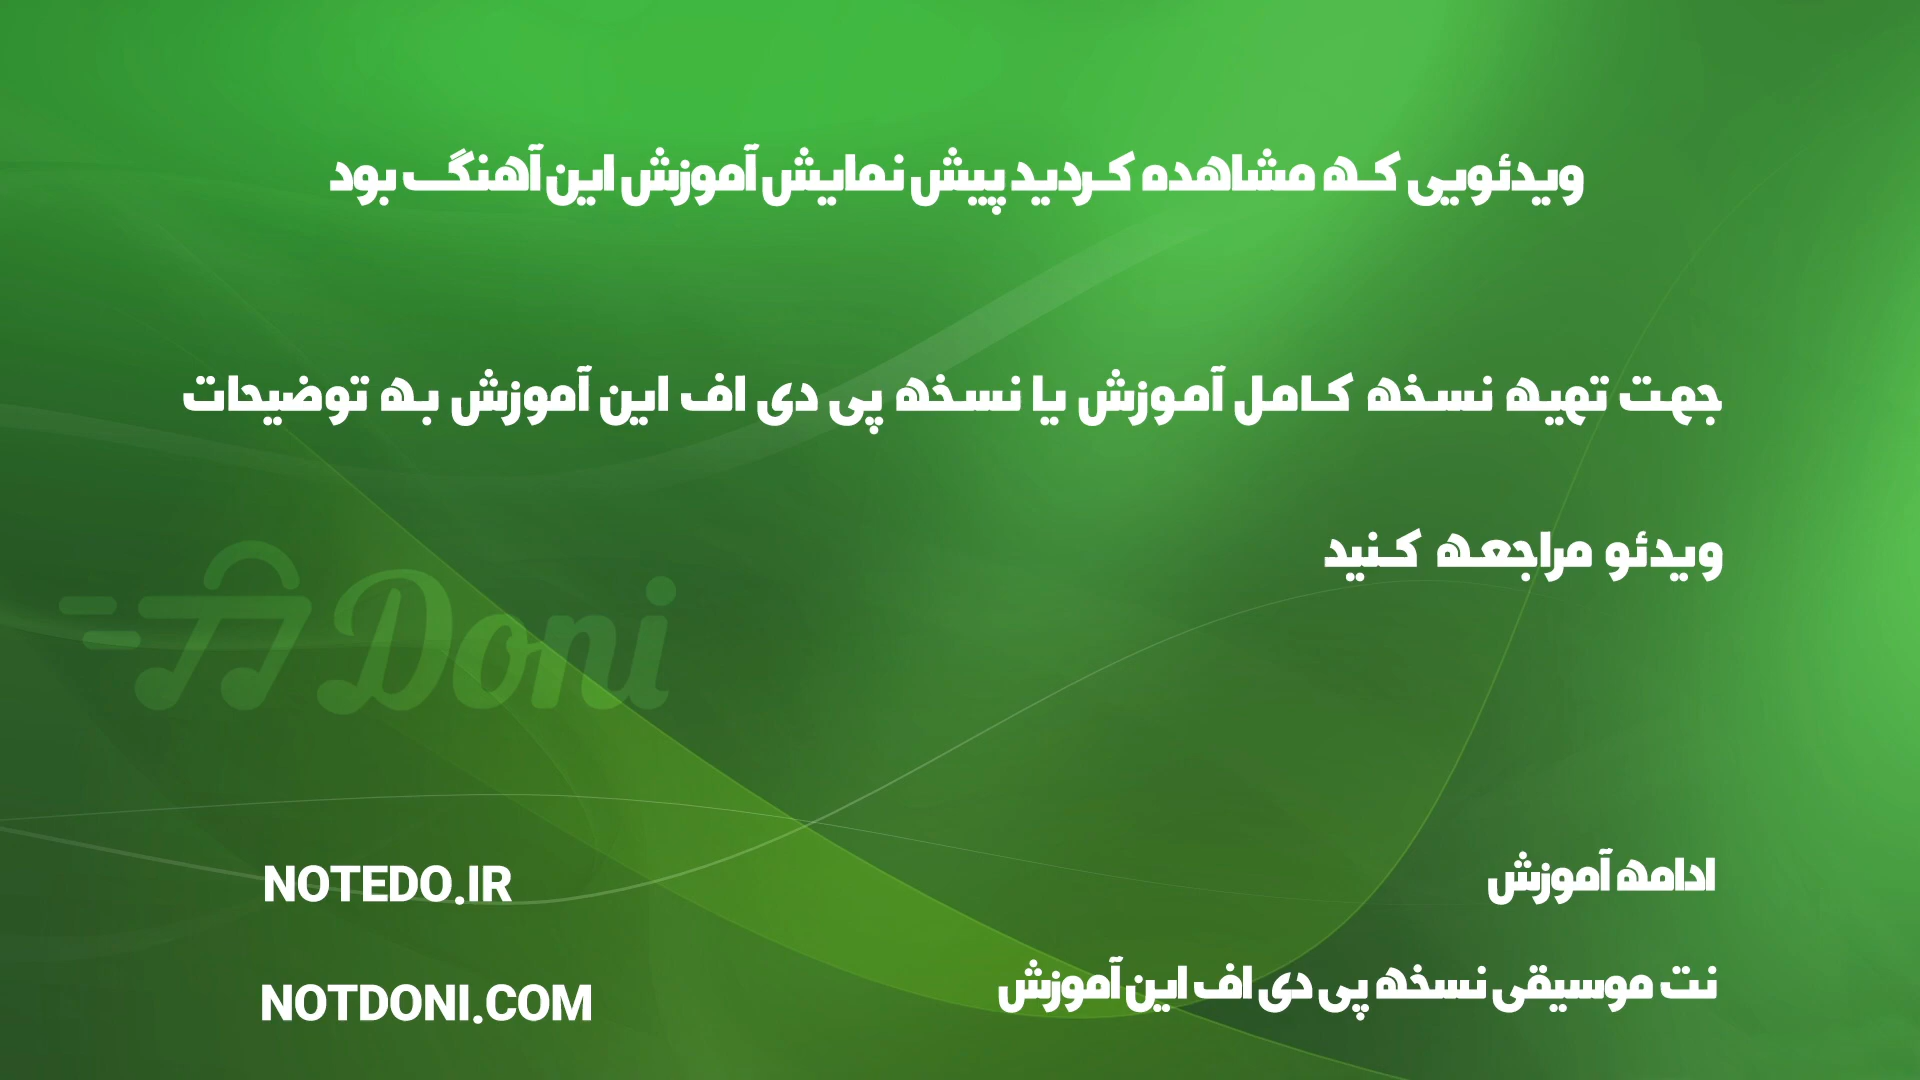 ویدئویی که مشاهده کردید پیش نمایش آموزش این آهنگ بود
جهت تهیه نسخه کامل آموزش یا نسخه پی دی اف این آموزش به توضیحات
ویدئو مراجعه کنید
Doni
ادامه آموزش
NOTEDO.IR
نت موسیقی نسخه پی دی اف این آموزش
NOTDONI.COM